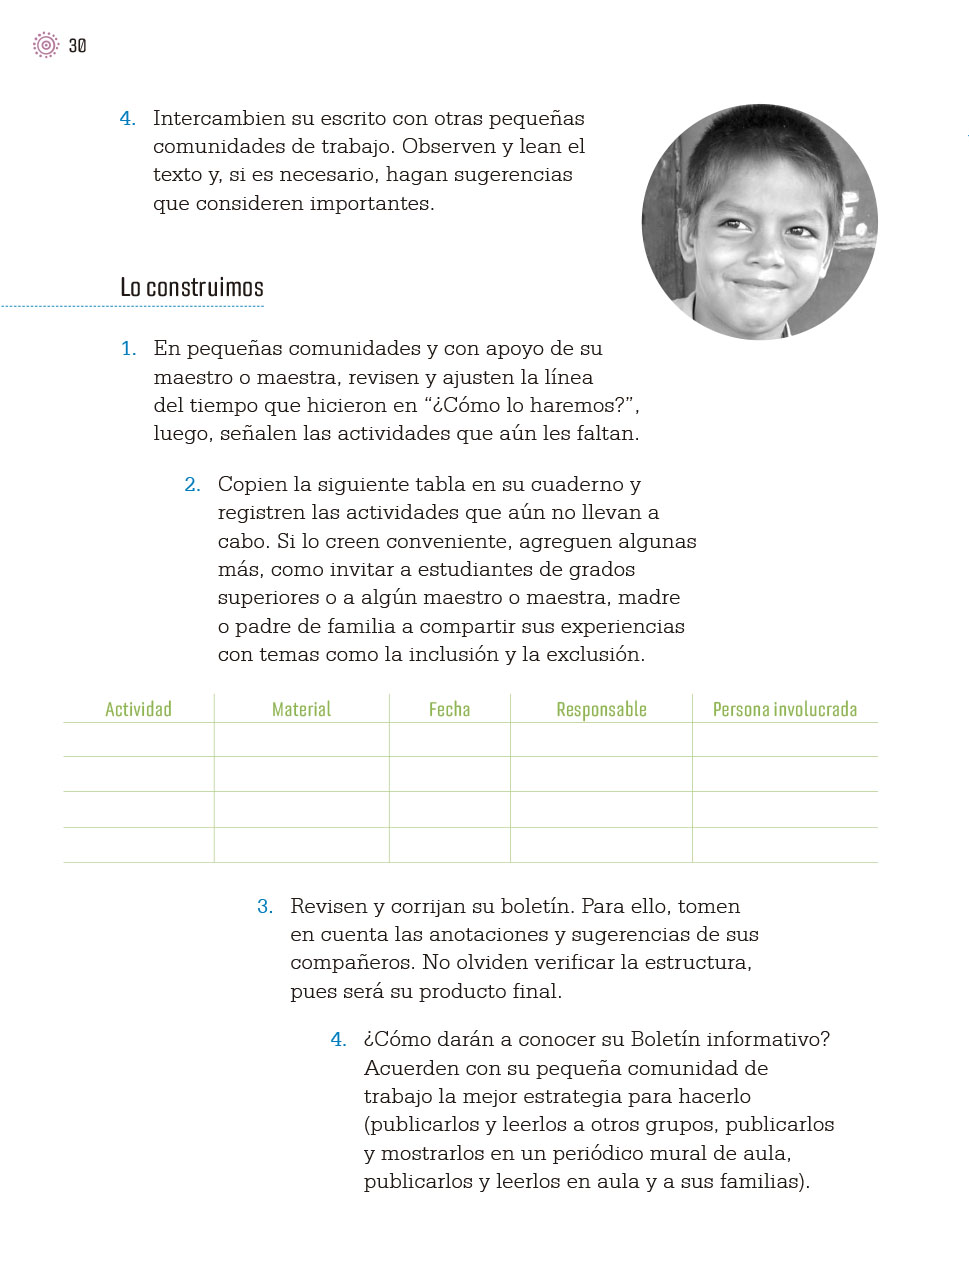 30
4. Intercambien su escrito con otras pequeñas
comunidades de trabajo. Observen y lean el
texto y, si es necesario, hagan sugerencias
que consideren importantes.
Lo construimos
1. En pequeñas comunidades y con apoyo de su
maestro o maestra, revisen y ajusten la línea
del tiempo que hicieron en “¿Cómo lo haremos?”,
luego, señalen las actividades que aún les faltan.
2. Copien la siguiente tabla en su cuaderno y
registren las actividades que aún no llevan a
cabo. Si lo creen conveniente, agreguen algunas
más, como invitar a estudiantes de grados
superiores o a algún maestro o maestra, madre
o padre de familia a compartir sus experiencias
con temas como la inclusión y la exclusión.
Actividad Material Fecha Responsable Persona involucrada
3. Revisen y corrijan su boletín. Para ello, tomen
en cuenta las anotaciones y sugerencias de sus
compañeros. No olviden verificar la estructura,
pues será su producto final.
4. ¿Cómo darán a conocer su Boletín informativo?
Acuerden con su pequeña comunidad de
trabajo la mejor estrategia para hacerlo
(publicarlos y leerlos a otros grupos, publicarlos
y mostrarlos en un periódico mural de aula,
publicarlos y leerlos en aula y a sus familias).